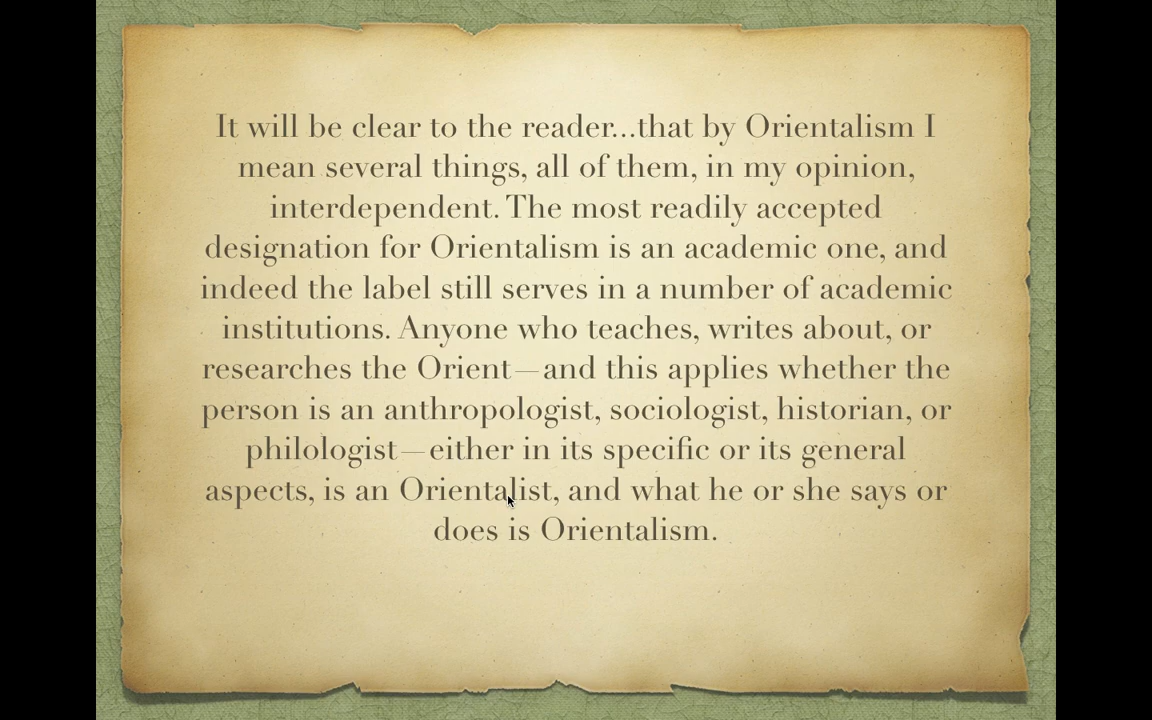 It will be clear to the reader...that by Orientalism I
mean several things, all of them, in my opinion,
interdependent. The most readily accepted
designation for Orientalism is an academic one, and
indeed the label still serves in a number of academic
institutions. Anyone who teaches, writes about, or
researches the Orient—and this applies whether the
person is an anthropologist, sociologist, historian, or
philologist—either in its specific or its general
aspects, is an Orientalist, and what he or she says or
does is Orientalism.